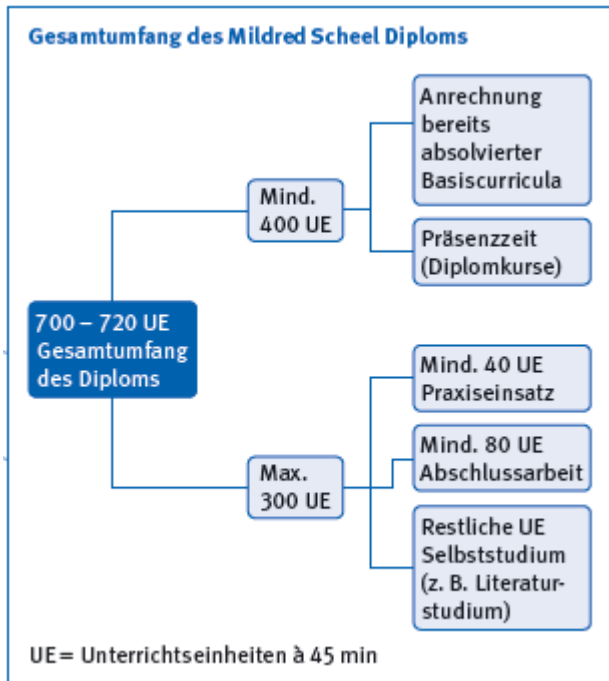 Gesamtumfang des Mildred Scheel Diploms
700 – 720 UE
Gesamtumfang
des Diploms
Mind.
400 UE
Anrechnung
bereits
absolvierter
Basiscurricula
Präsenzzeit
(Diplomkurse)
Max.
300 UE
Mind. 40 UE
Praxiseinsatz
Mind. 80 UE
Abschlussarbeit
Restliche UE
Selbststudium
(z. B. Literatur-
studium)
UE= Unterrichtseinheiten à 45 min